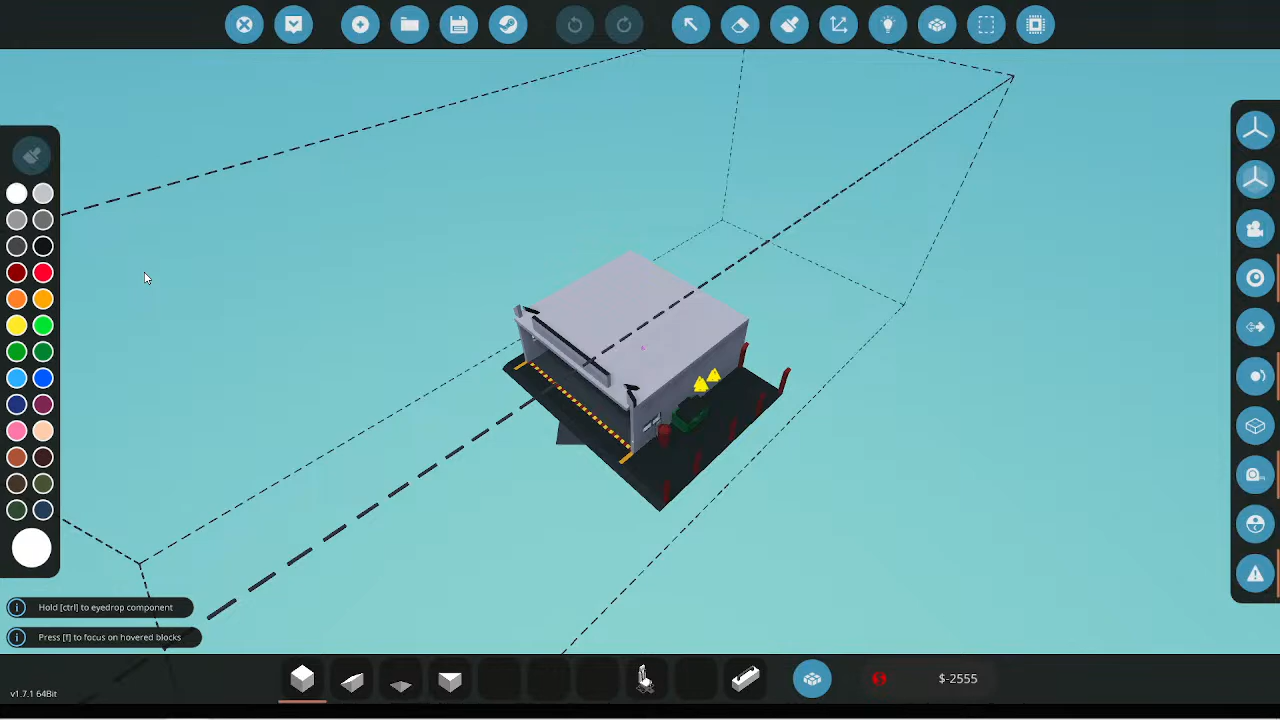 Hold [ctrl] to eyedrop component
Press [f] to focus on hovered blocks
v1.7.1 64Bit
$-2555